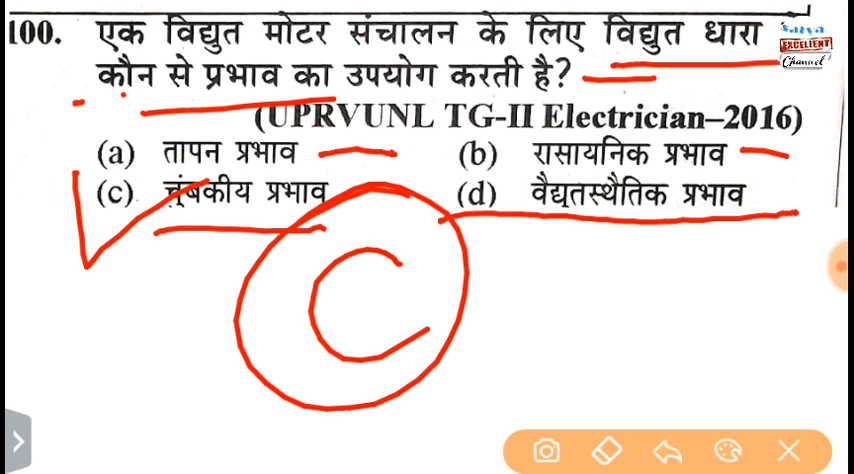 100. एक विद्युत मोटर संचालन के लिए विद्युत धारा
कौन से प्रभाव का उपयोग करती है?
(UPRVUNL TG-II Electrician–2016)
(a) तापन प्रभाव (b) रासायनिक प्रभाव
(c) चुंबकीय प्रभाव (d) वैद्युतस्थैतिक प्रभाव
C
Satya
EXCELLENT
Channel